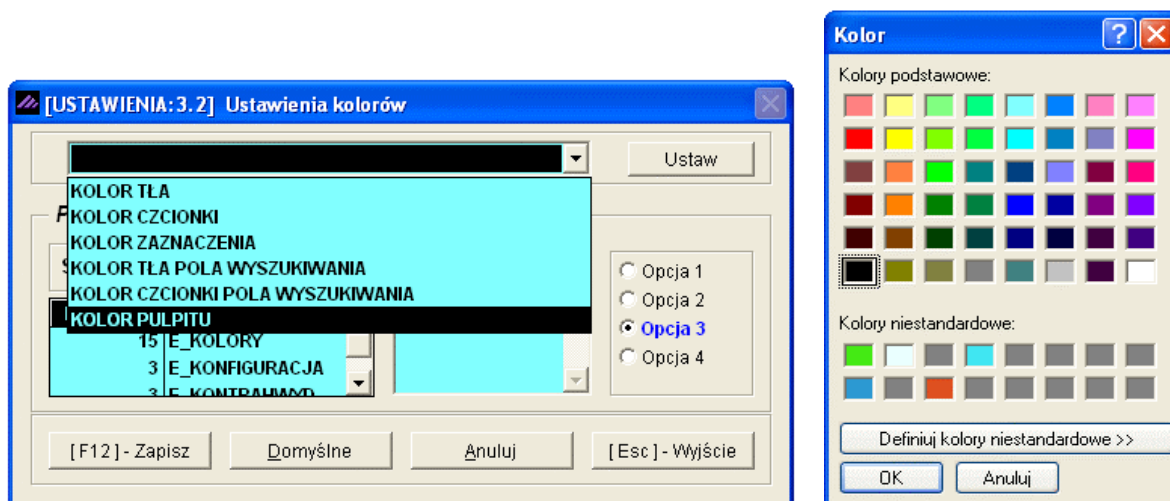 [USTAWIENIA:3.2] Ustawienia kolorów
Ustaw
KOLOR TŁA
KOLOR CZCIONKI
KOLOR ZAZNACZENIA
KOLOR TŁA POLA WYSZUKIWANIA
KOLOR CZCIONKI POLA WYSZUKIWANIA
KOLOR PULPITU
15 E_KOLORY
3 E_KONFIGURACJA
3 E_KONTRAHWYD
Opcja 1
Opcja 2
Opcja 3
Opcja 4
[F12] - Zapisz
Domyślne
Anuluj
[Esc] - Wyjście
Kolor
Kolory podstawowe:
Kolory niestandardowe:
Definiuj kolory niestandardowe >>
OK
Anuluj